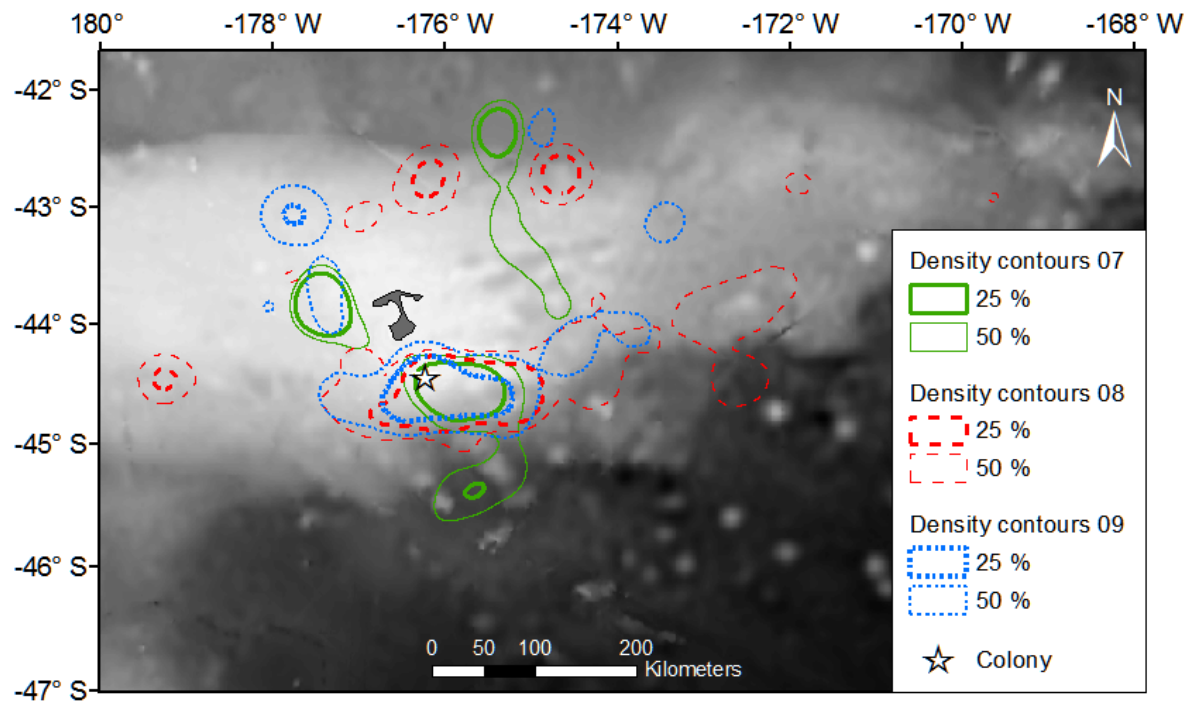 180° -178° W -176° W -174° W -172° W -170° W -168° W
-42° S
-43° S
-44° S
-45° S
-46° S
-47° S
N
Density contours 07
25 %
50 %
Density contours 08
25 %
50 %
Density contours 09
25 %
50 %
Colony
0 50 100 200
Kilometers